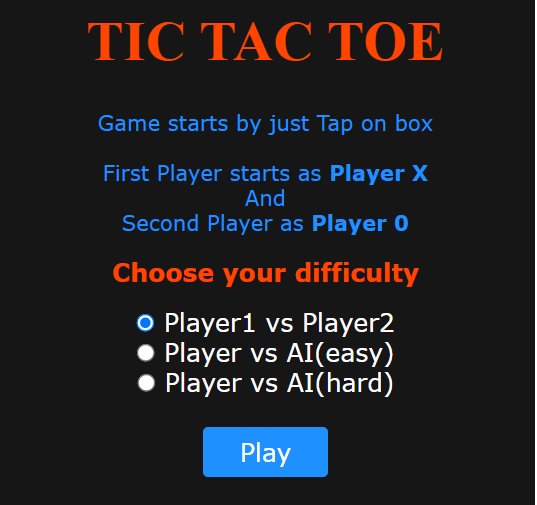 TIC TAC TOE
Game starts by just Tap on box
First Player starts as Player X
And
Second Player as Player 0
Choose your difficulty
Player1 vs Player2
Player vs AI(easy)
Player vs AI(hard)
Play